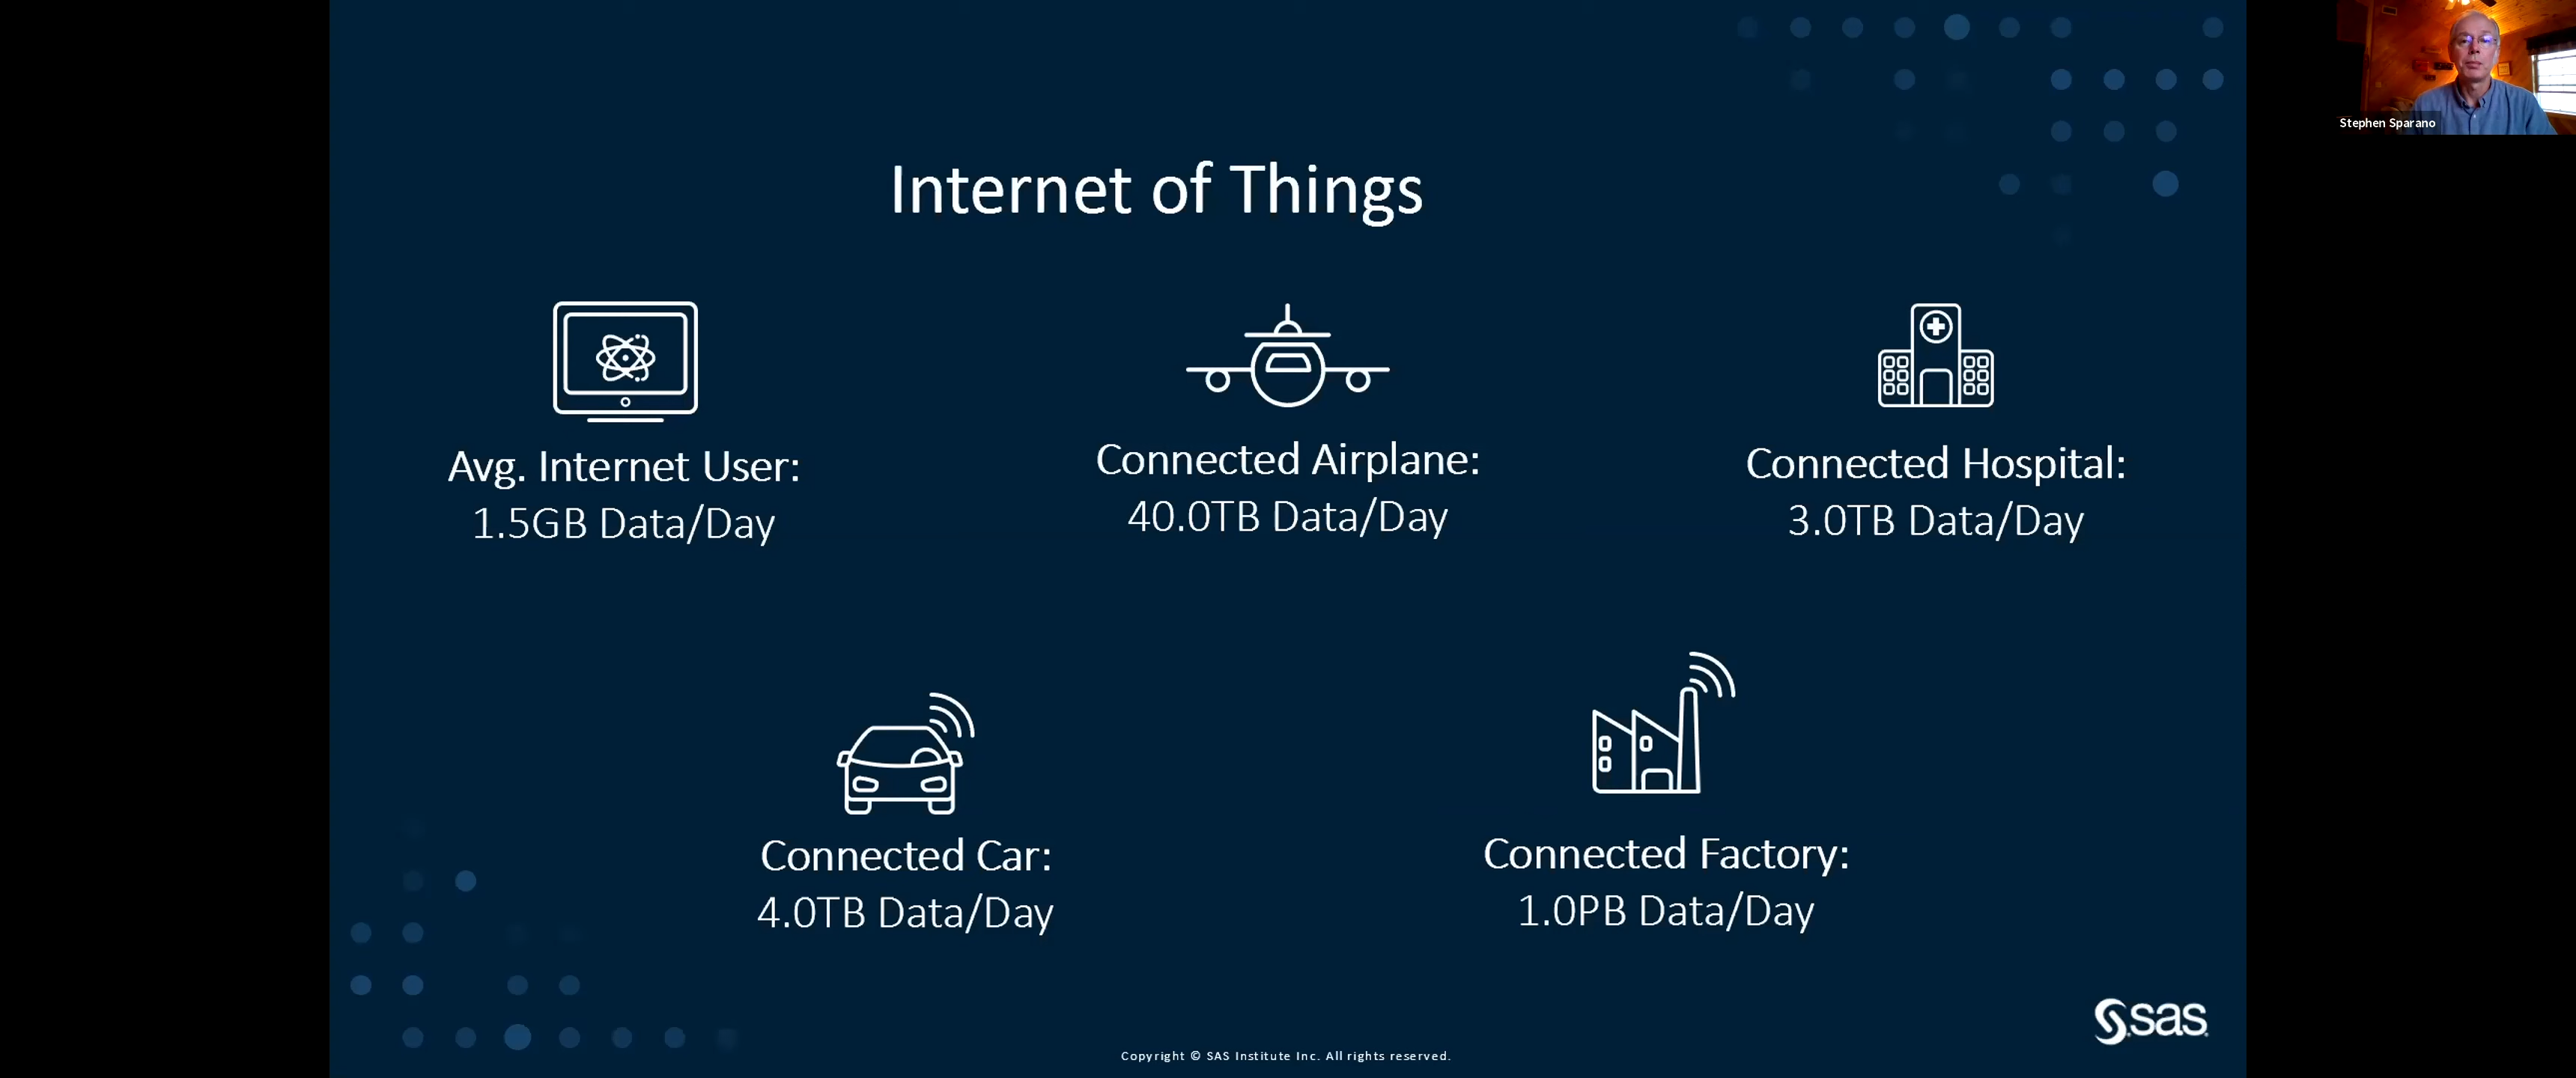 Stephen Sparano
Internet of Things
Avg. Internet User:
1.5GB Data/Day
Connected Airplane:
40.0TB Data/Day
Connected Hospital:
3.0TB Data/Day
Connected Car:
4.0TB Data/Day
Connected Factory:
1.0PB Data/Day
sas
Copyright © SAS Institute Inc. All rights reserved.